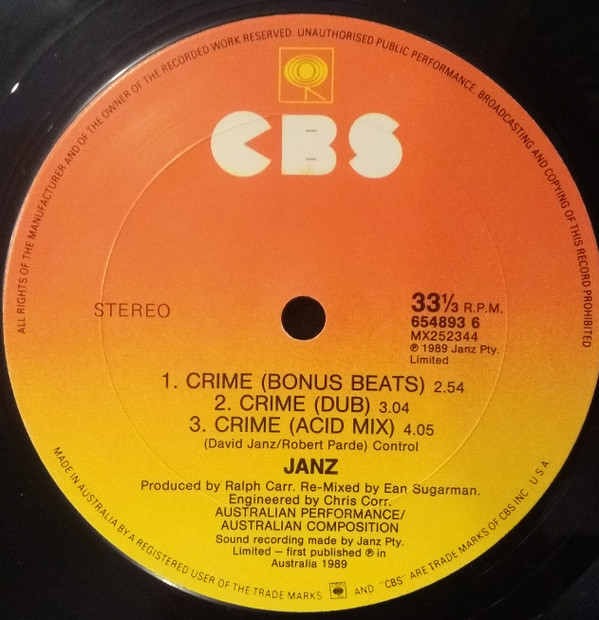 ALL RIGHTS OF THE MANUFACTURER AND OF THE OWNER OF THE RECORDED WORK RESERVED. UNAUTHORISED PUBLIC PERFORMANCE. BROADCASTING AND COPYING OF THIS RECORD PROHIBITED
CBS
STEREO
33⅓ R.P.M.
654893 6
MX252344
℗ 1989 Janz Pty.
Limited
1. CRIME (BONUS BEATS) 2.54
2. CRIME (DUB) 3.04
3. CRIME (ACID MIX) 4.05
(David Janz/Robert Parde) Control
JANZ
Produced by Ralph Carr. Re-Mixed by Ean Sugarman.
Engineered by Chris Corr.
AUSTRALIAN PERFORMANCE/
AUSTRALIAN COMPOSITION
Sound recording made by Janz Pty.
Limited — first published ℗ in
Australia 1989
MADE IN AUSTRALIA BY A REGISTERED USER OF THE TRADE MARKS AND "CBS" ARE TRADE MARKS OF CBS INC. U S A